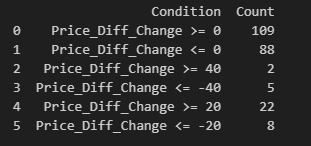 Condition Count
0 Price_Diff_Change >= 0 109
1 Price_Diff_Change <= 0 88
2 Price_Diff_Change >= 40 2
3 Price_Diff_Change <= -40 5
4 Price_Diff_Change >= 20 22
5 Price_Diff_Change <= -20 8